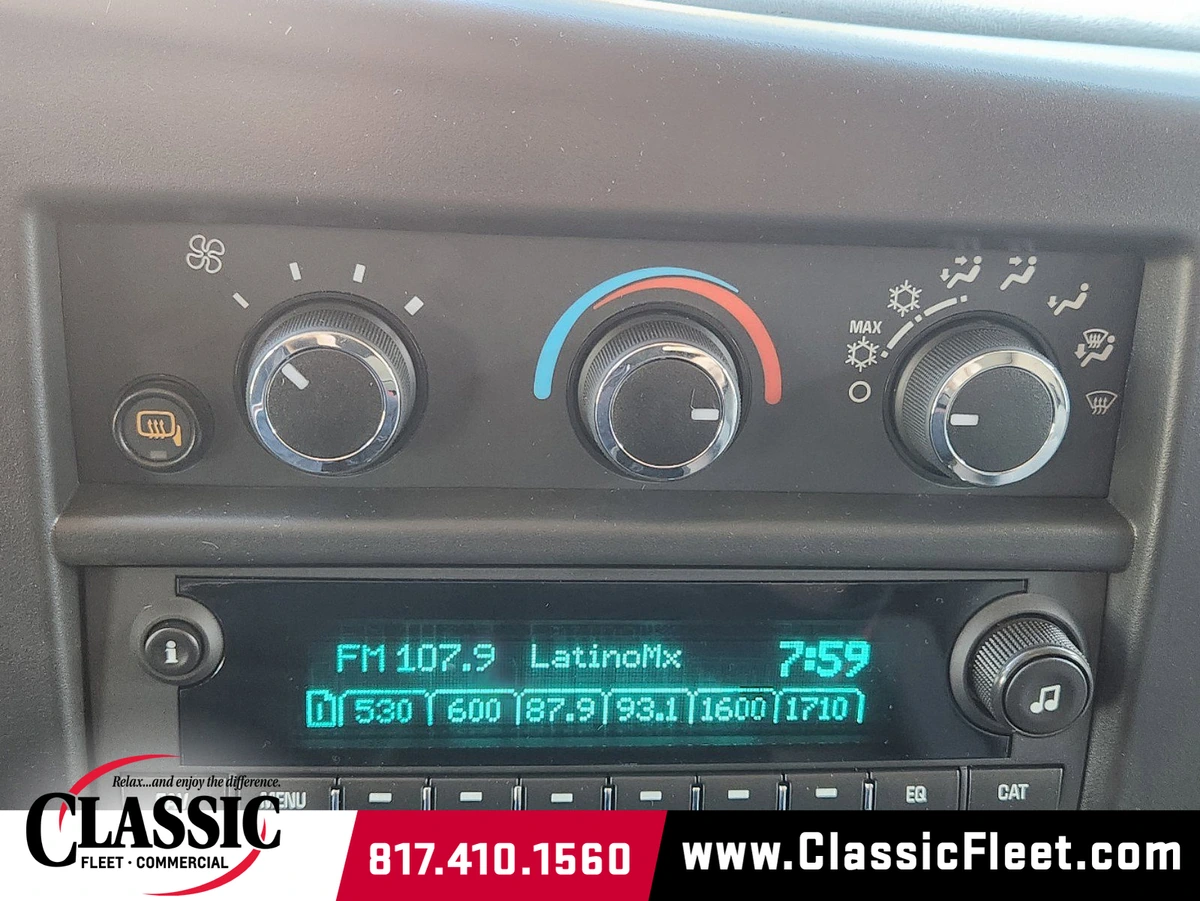 MAX
i
FM 107.9 LatinoMx 7:59
1 530 600 87.9 93.1 1600 1710
MENU EQ CAT
Relax...and enjoy the difference.
CLASSIC
FLEET · COMMERCIAL
817.410.1560
www.ClassicFleet.com